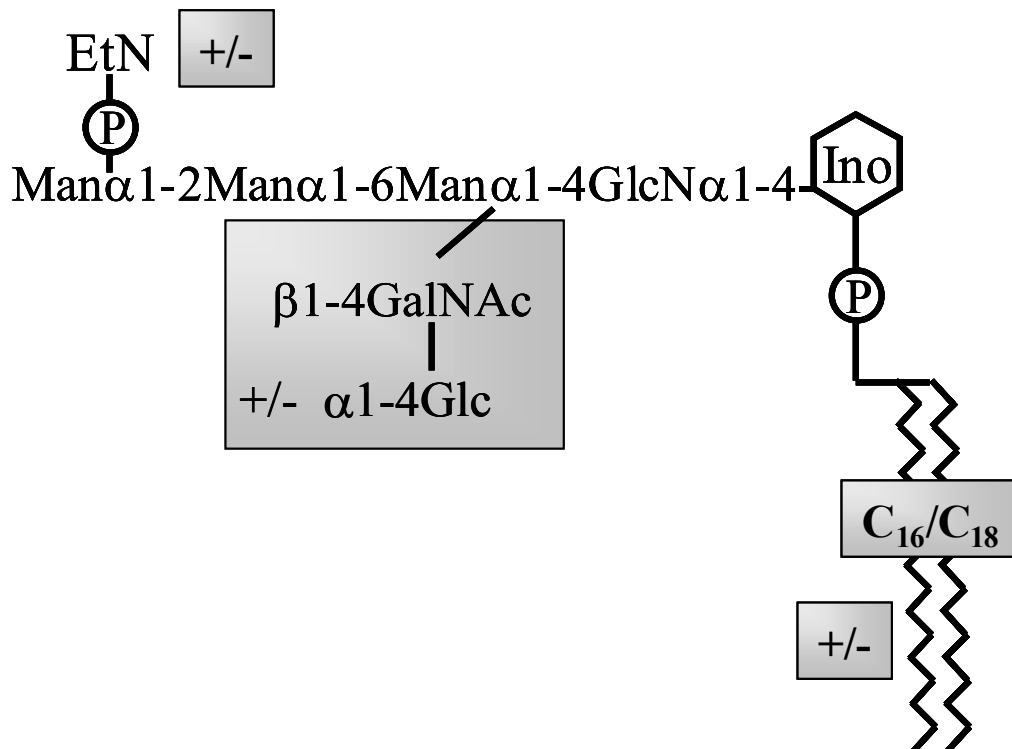 EtN +/-
P
Manα1-2Manα1-6Manα1-4GlcNα1-4
Ino
β1-4GalNAc
P
+/- α1-4Glc
C₁₆/C₁₈
+/-